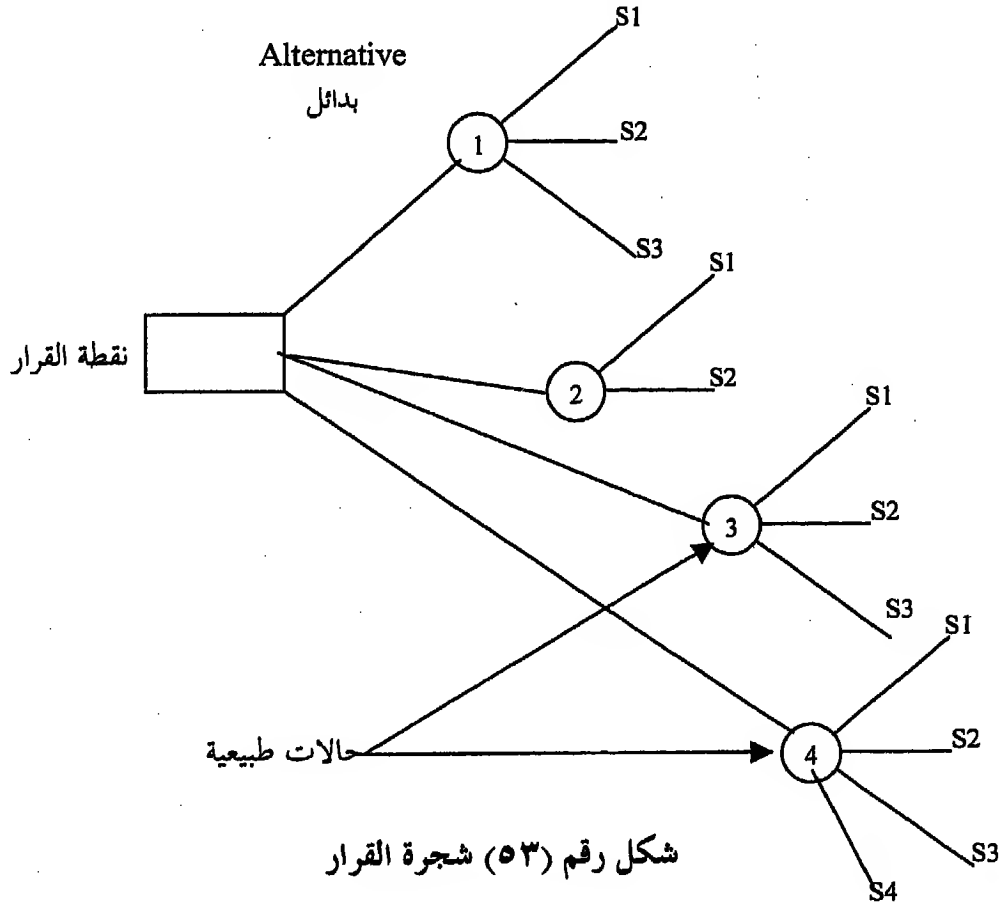 S1
Alternative
بدائل
1
S2
S3
S1
نقطة القرار
2
S2
S1
3
S2
S3
S1
حالات طبيعية
4
S2
S3
S4
شكل رقم (٥٣) شجرة القرار